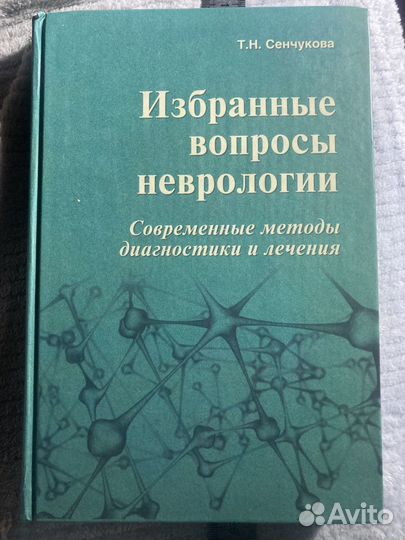 Т.Н. Сенчукова
Избранные
вопросы
неврологии
Современные методы
диагностики и лечения
Avito